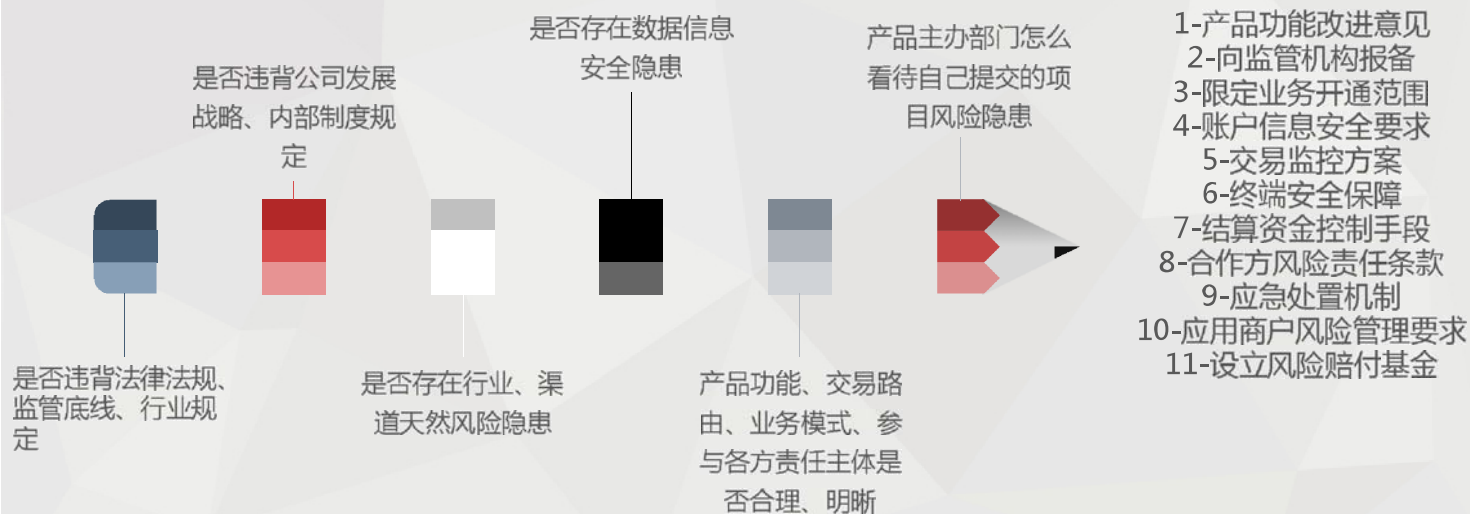 是否违背法律法规、
监管底线、行业规
定
是否违背公司发展
战略、内部制度规
定
是否存在行业、渠
道天然风险隐患
是否存在数据信息
安全隐患
产品功能、交易路
由、业务模式、参
与各方责任主体是
否合理、明晰
产品主办部门怎么
看待自己提交的项
目风险隐患
1-产品功能改进意见
2-向监管机构报备
3-限定业务开通范围
4-账户信息安全要求
5-交易监控方案
6-终端安全保障
7-结算资金控制手段
8-合作方风险责任条款
9-应急处置机制
10-应用商户风险管理要求
11-设立风险赔付基金